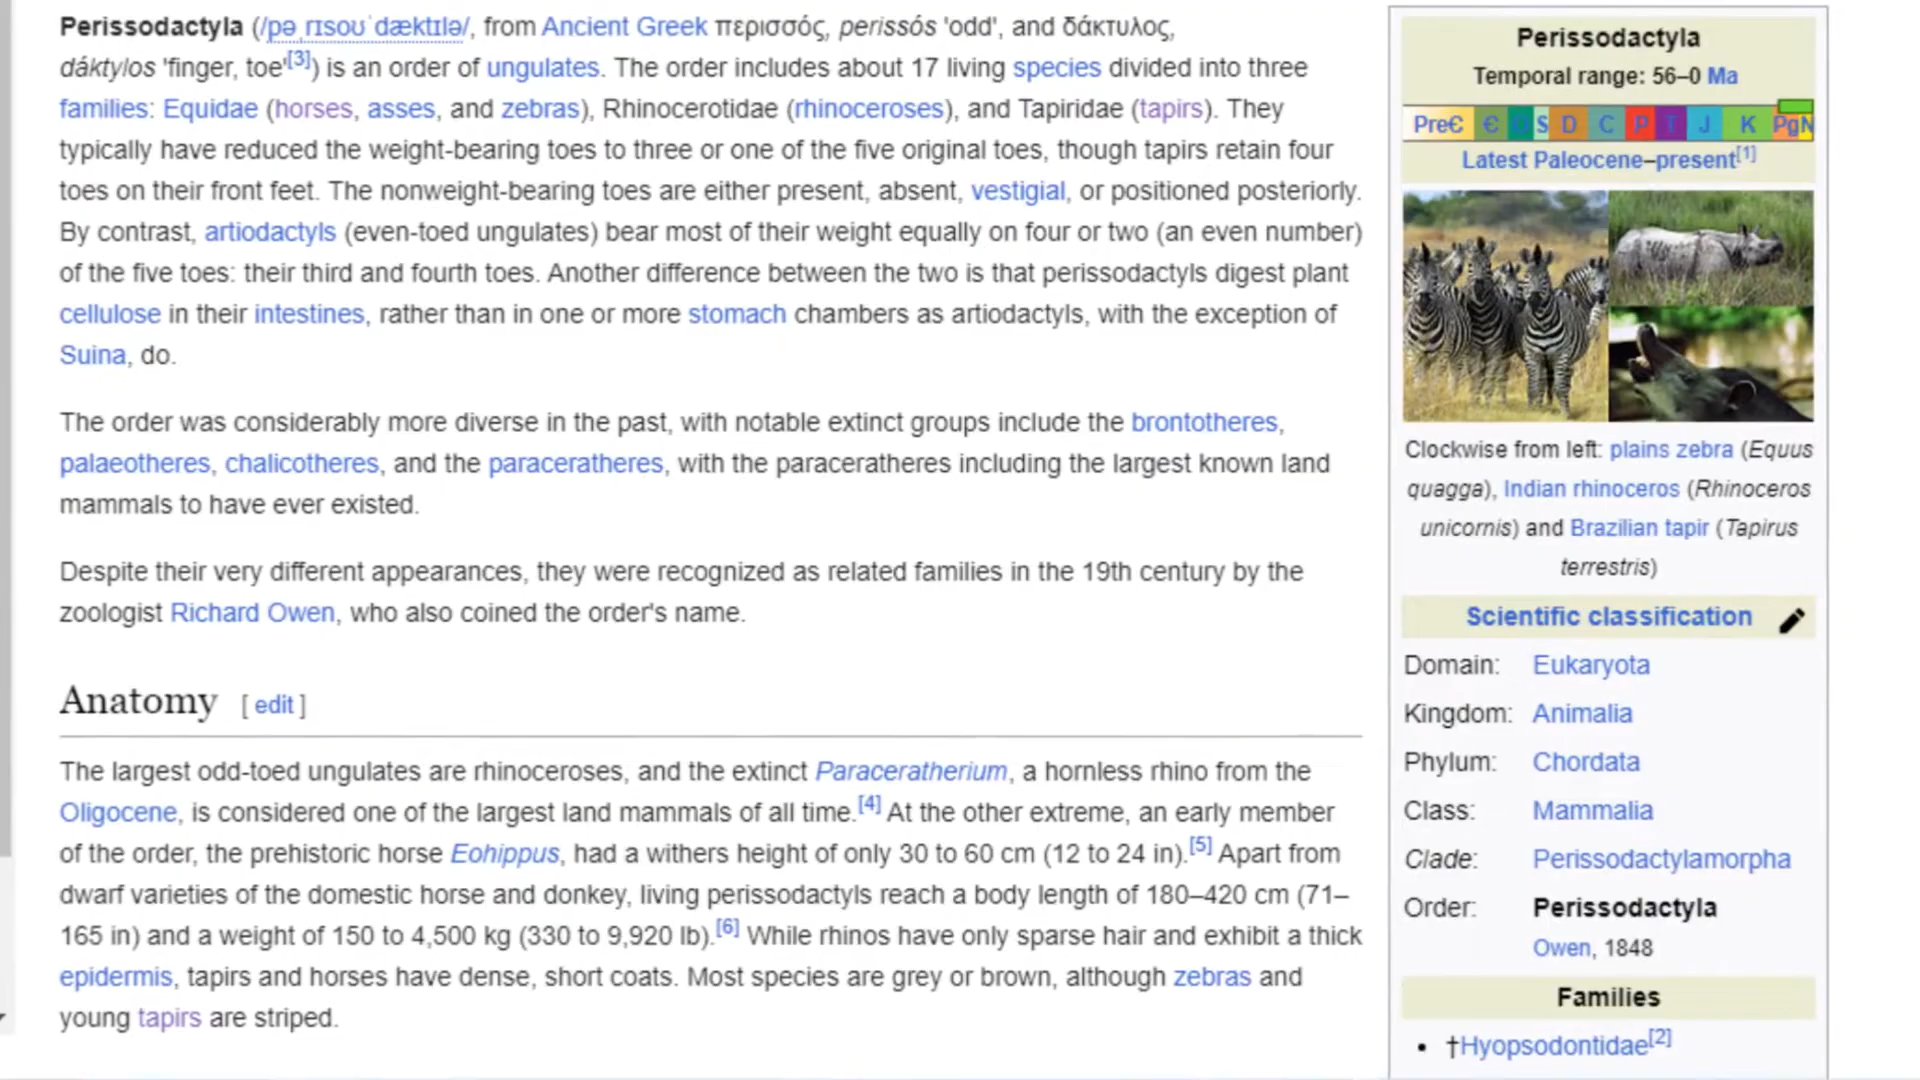 Perissodactyla (/pəˌrɪsoʊˈdæktɪlə/, from Ancient Greek περισσός, perissós 'odd', and δάκτυλος,
dáktylos 'finger, toe'[3]) is an order of ungulates. The order includes about 17 living species divided into three
families: Equidae (horses, asses, and zebras), Rhinocerotidae (rhinoceroses), and Tapiridae (tapirs). They
typically have reduced the weight-bearing toes to three or one of the five original toes, though tapirs retain four
toes on their front feet. The nonweight-bearing toes are either present, absent, vestigial, or positioned posteriorly.
By contrast, artiodactyls (even-toed ungulates) bear most of their weight equally on four or two (an even number)
of the five toes: their third and fourth toes. Another difference between the two is that perissodactyls digest plant
cellulose in their intestines, rather than in one or more stomach chambers as artiodactyls, with the exception of
Suina, do.
The order was considerably more diverse in the past, with notable extinct groups include the brontotheres,
palaeotheres, chalicotheres, and the paraceratheres, with the paraceratheres including the largest known land
mammals to have ever existed.
Despite their very different appearances, they were recognized as related families in the 19th century by the
zoologist Richard Owen, who also coined the order's name.
Anatomy [ edit ]
The largest odd-toed ungulates are rhinoceroses, and the extinct Paraceratherium, a hornless rhino from the
Oligocene, is considered one of the largest land mammals of all time.[4] At the other extreme, an early member
of the order, the prehistoric horse Eohippus, had a withers height of only 30 to 60 cm (12 to 24 in).[5] Apart from
dwarf varieties of the domestic horse and donkey, living perissodactyls reach a body length of 180–420 cm (71–
165 in) and a weight of 150 to 4,500 kg (330 to 9,920 lb).[6] While rhinos have only sparse hair and exhibit a thick
epidermis, tapirs and horses have dense, short coats. Most species are grey or brown, although zebras and
young tapirs are striped.
Perissodactyla
Temporal range: 56–0 Ma
PreꞒ Ꞓ O S D C P T J K PgN
Latest Paleocene–present[1]
Clockwise from left: plains zebra (Equus
quagga), Indian rhinoceros (Rhinoceros
unicornis) and Brazilian tapir (Tapirus
terrestris)
Scientific classification
Domain: Eukaryota
Kingdom: Animalia
Phylum: Chordata
Class: Mammalia
Clade: Perissodactylamorpha
Order: Perissodactyla
Owen, 1848
Families
• †Hyopsodontidae[2]